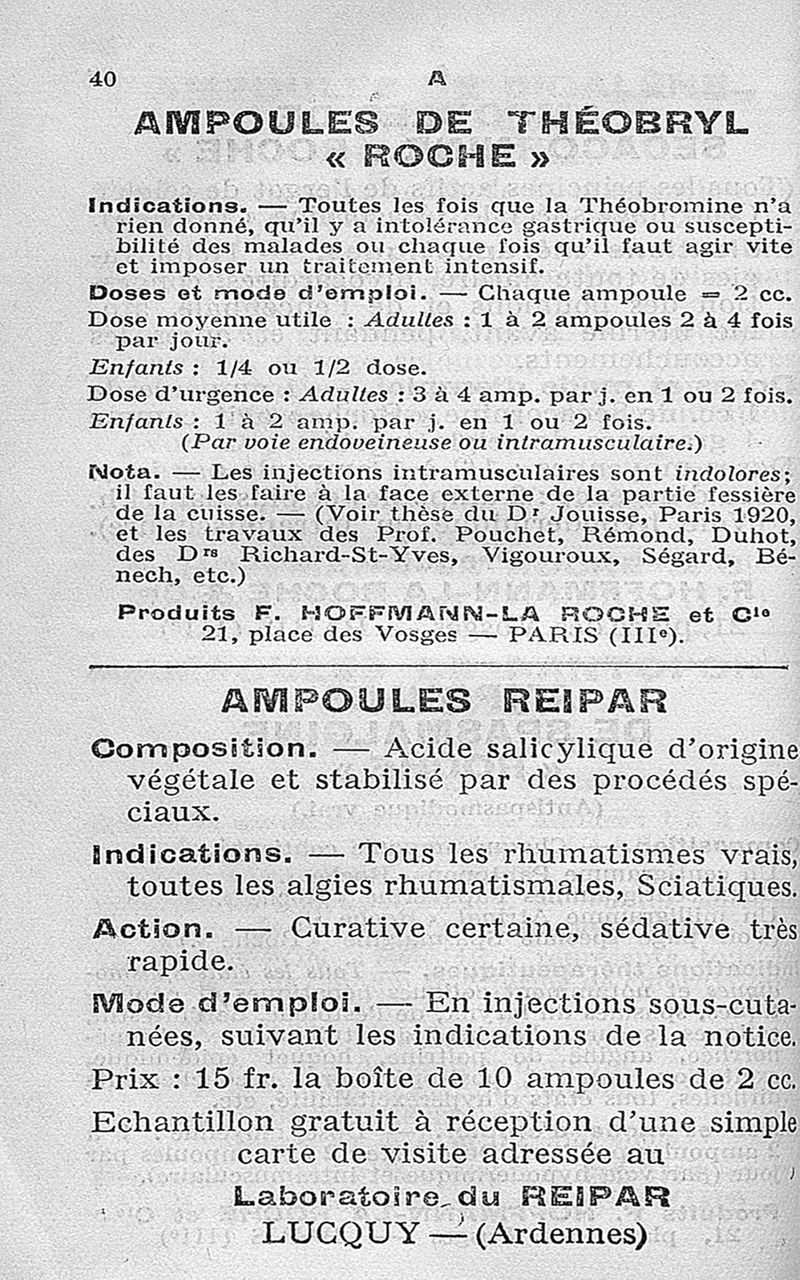 40 A
AMPOULES DE THÉOBRYL
« ROCHE »
Indications. — Toutes les fois que la Théobromine n'a
rien donné, qu'il y a intolérance gastrique ou suscepti-
bilité des malades ou chaque fois qu'il faut agir vite
et imposer un traitement intensif.
Doses et mode d'emploi. — Chaque ampoule = 2 cc.
Dose moyenne utile : Adultes : 1 à 2 ampoules 2 à 4 fois
par jour.
Enfants : 1/4 ou 1/2 dose.
Dose d'urgence : Adultes : 3 à 4 amp. par j. en 1 ou 2 fois.
Enfants : 1 à 2 amp. par j. en 1 ou 2 fois.
(Par voie endoveineuse ou intramusculaire.)
Nota. — Les injections intramusculaires sont indolores;
il faut les faire à la face externe de la partie fessière
de la cuisse. — (Voir thèse du Dr Jouisse, Paris 1920,
et les travaux des Prof. Pouchet, Rémond, Duhot,
des Drs Richard-St-Yves, Vigouroux, Ségard, Bé-
nech, etc.)
Produits F. HOFFMANN-LA ROCHE et Cie
21, place des Vosges — PARIS (IIIe).
AMPOULES REIPAR
Composition. — Acide salicylique d'origine
végétale et stabilisé par des procédés spé-
ciaux.
Indications. — Tous les rhumatismes vrais,
toutes les algies rhumatismales, Sciatiques.
Action. — Curative certaine, sédative très
rapide.
Mode d'emploi. — En injections sous-cuta-
nées, suivant les indications de la notice.
Prix : 15 fr. la boîte de 10 ampoules de 2 cc.
Echantillon gratuit à réception d'une simple
carte de visite adressée au
Laboratoire du REIPAR
LUCQUY — (Ardennes)